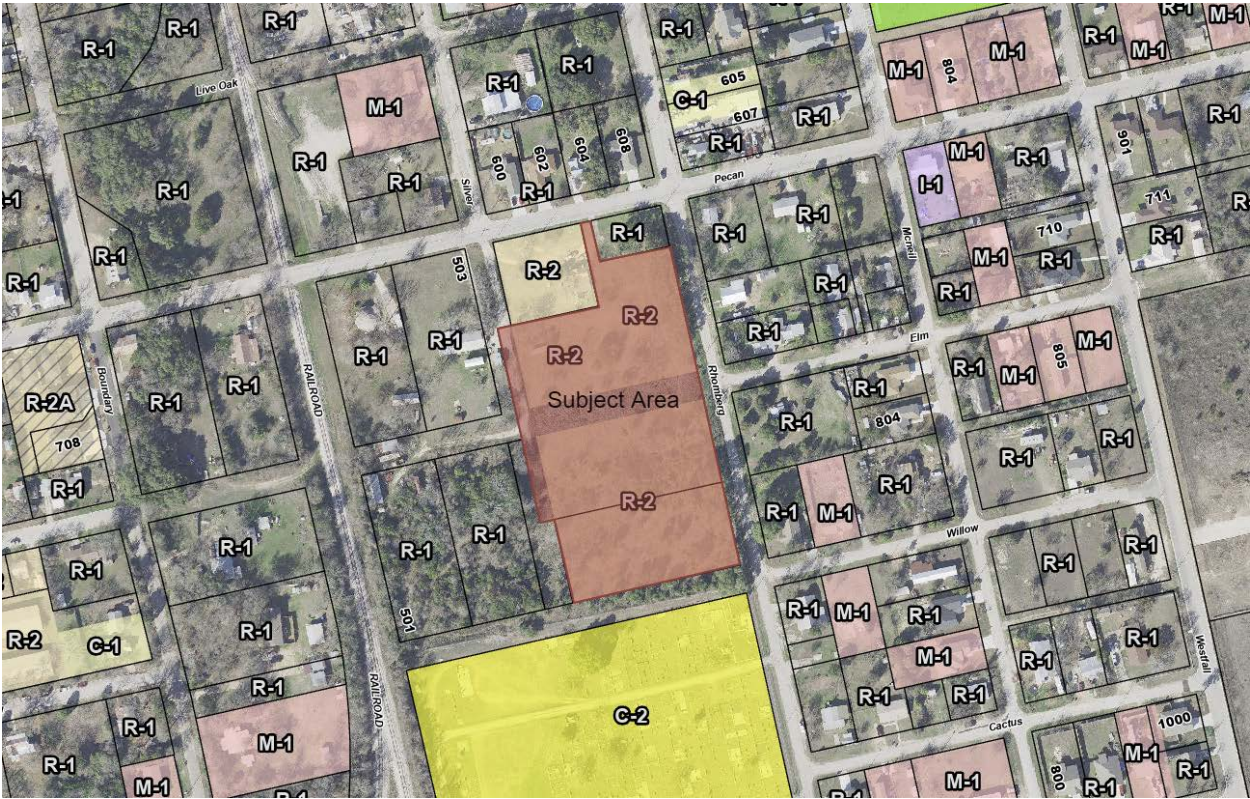 R-1
R-1
R-1
R-1
M-1
R-1
M-1
Live Oak
R-1
R-1
M-1
605
C-1
607
R-1
R-1
M-1
804
M-1
R-1
M-1
R-1
R-1
R-1
R-1
R-1
Silver
600
602
604
608
R-1
Pecan
I-1
M-1
R-1
901
711
R-1
R-1
R-1
503
R-2
R-1
R-1
R-1
Mcneill
710
M-1
R-1
R-1
R-1
R-1
R-2
R-1
R-1
R-2
R-1
R-1
Elm
R-1
M-1
805
M-1
R-2A
708
R-1
Boundary
R-1
R-1
RAILROAD
Subject Area
Rhomberg
R-1
R-1
804
R-1
R-1
R-2
R-1
M-1
R-1
Willow
R-1
R-1
R-1
R-1
R-1
R-1
R-1
R-2
C-1
R-1
501
R-1
M-1
R-1
M-1
R-1
R-1
Westfall
R-1
R-1
R-1
RAILROAD
C-2
Cactus
R-1
R-1
M-1
M-1
M-1
R-1
M-1
800
R-1
M-1
1000
R-1